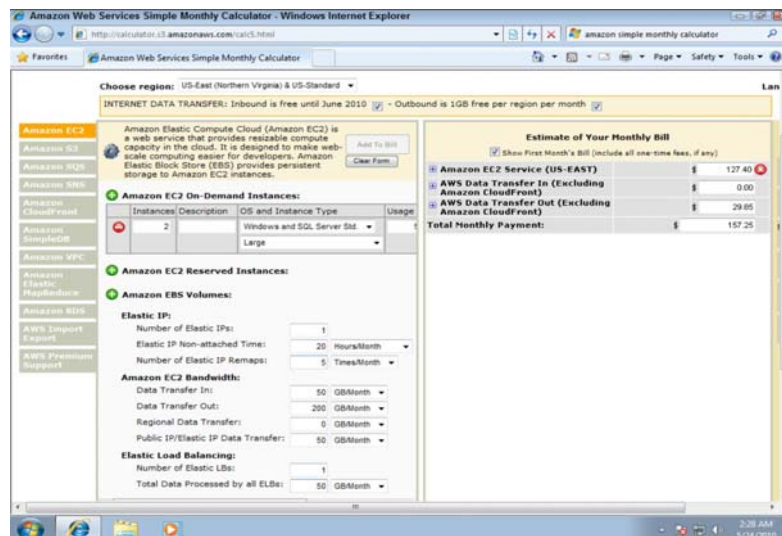 Amazon Web Services Simple Monthly Calculator - Windows Internet Explorer
http://calculator.s3.amazonaws.com/calc5.html
amazon simple monthly calculator
Favorites
Amazon Web Services Simple Monthly Calculator
Page Safety Tools
Choose region: US-East (Northern Virginia) & US-Standard
Lan
INTERNET DATA TRANSFER: Inbound is free until June 2010 - Outbound is 1GB free per region per month
Amazon EC2
Amazon S3
Amazon SQS
Amazon SNS
Amazon CloudFront
Amazon SimpleDB
Amazon VPC
Amazon Elastic MapReduce
Amazon RDS
AWS Import Export
AWS Premium Support
Amazon Elastic Compute Cloud (Amazon EC2) is
a web service that provides resizable compute
capacity in the cloud. It is designed to make web-
scale computing easier for developers. Amazon
Elastic Block Store (EBS) provides persistent
storage to Amazon EC2 instances.
Add To Bill
Clear Form
Amazon EC2 On-Demand Instances:
Instances Description OS and Instance Type Usage
2 Windows and SQL Server Std.
Large
Amazon EC2 Reserved Instances:
Amazon EBS Volumes:
Elastic IP:
Number of Elastic IPs: 1
Elastic IP Non-attached Time: 20 Hours/Month
Number of Elastic IP Remaps: 5 Times/Month
Amazon EC2 Bandwidth:
Data Transfer In: 50 GB/Month
Data Transfer Out: 200 GB/Month
Regional Data Transfer: 0 GB/Month
Public IP/Elastic IP Data Transfer: 50 GB/Month
Elastic Load Balancing:
Number of Elastic LBs: 1
Total Data Processed by all ELBs: 50 GB/Month
Estimate of Your Monthly Bill
Show First Month's Bill (include all one-time fees, if any)
Amazon EC2 Service (US-EAST) $ 127.40
AWS Data Transfer In (Excluding Amazon CloudFront) $ 0.00
AWS Data Transfer Out (Excluding Amazon CloudFront) $ 29.85
Total Monthly Payment: $ 157.25
2:28 AM
5/24/2010